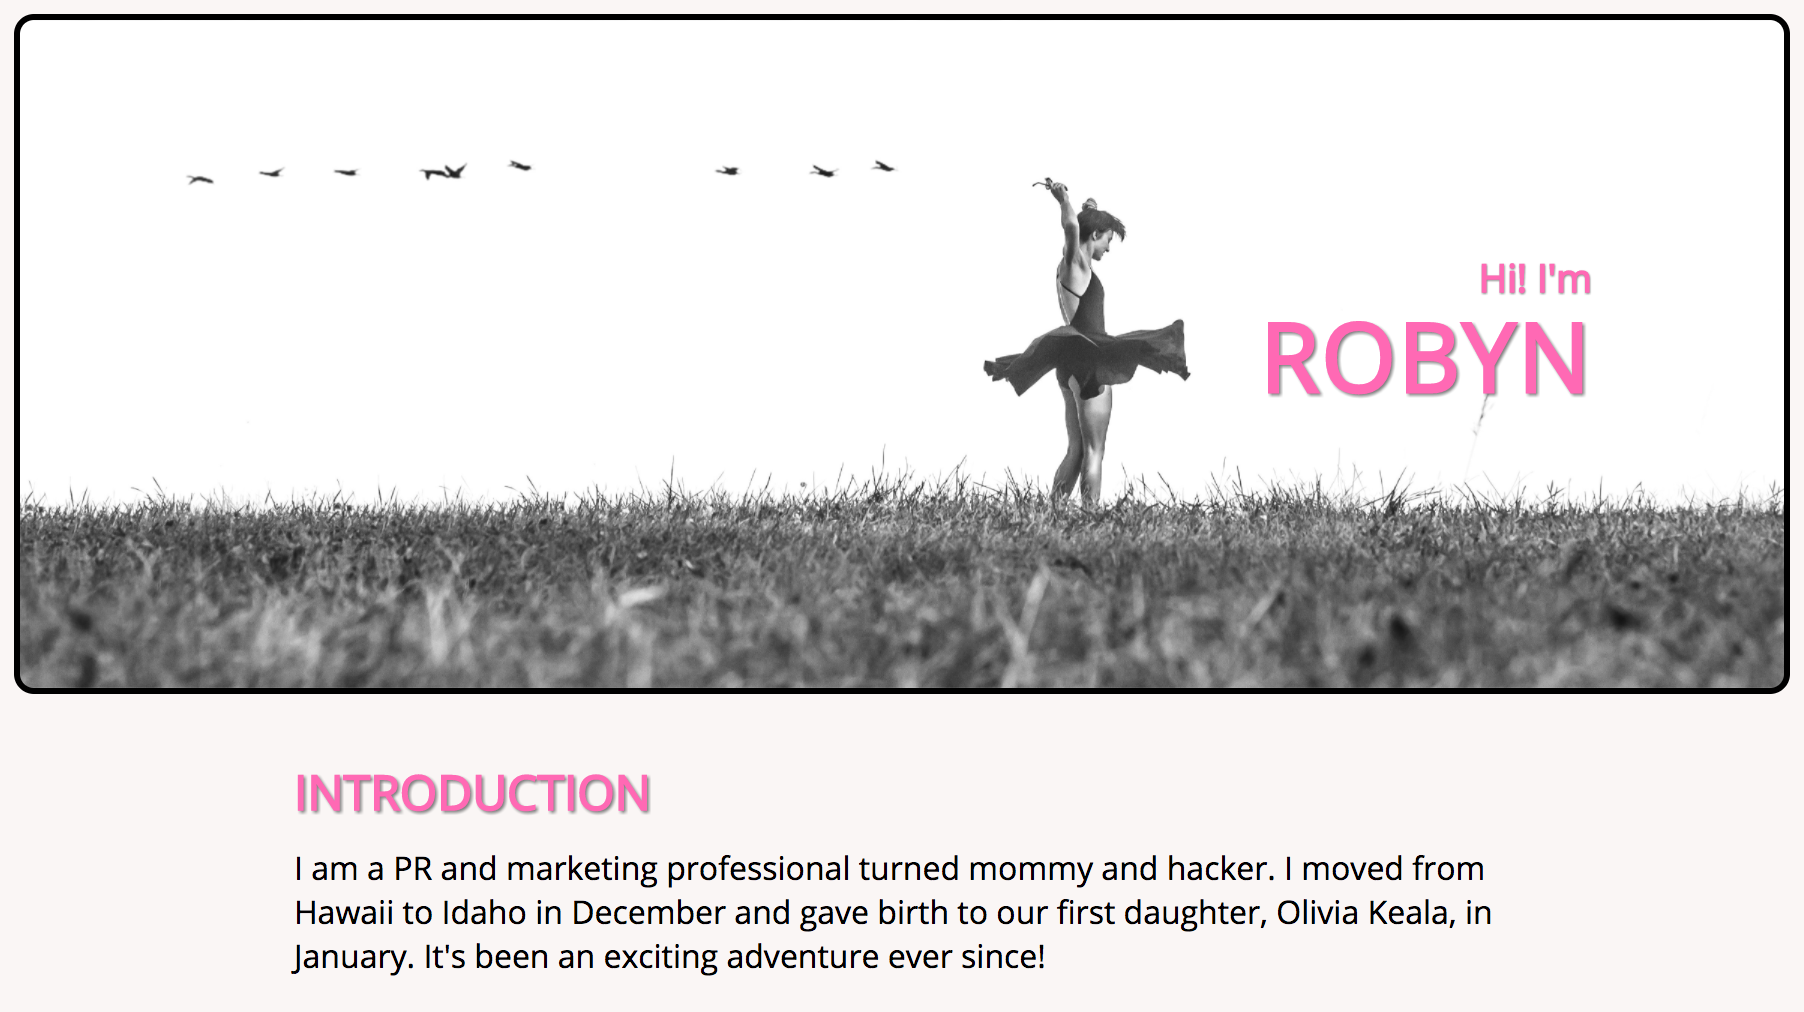 Hi! I'm
ROBYN
INTRODUCTION
I am a PR and marketing professional turned mommy and hacker. I moved from
Hawaii to Idaho in December and gave birth to our first daughter, Olivia Keala, in
January. It's been an exciting adventure ever since!